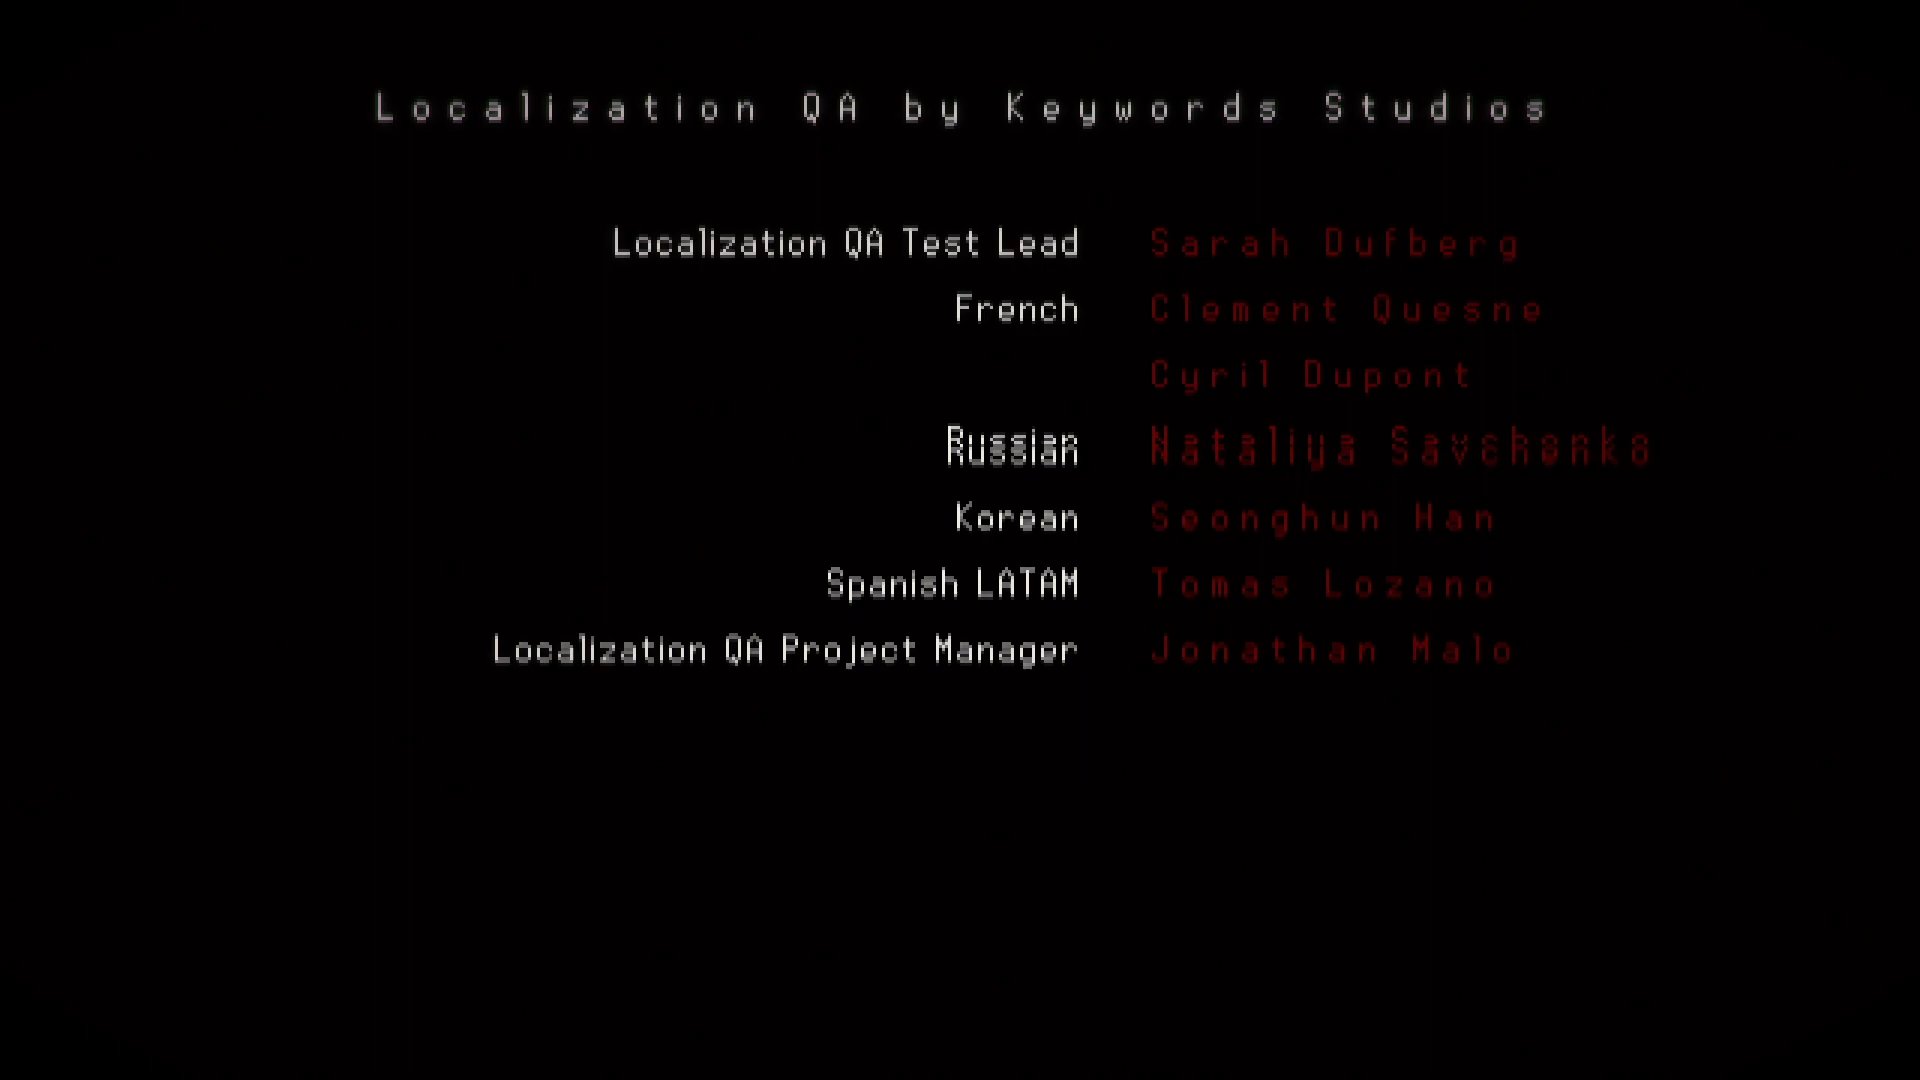 Localization QA by Keywords Studios
Localization QA Test Lead Sarah Dufberg
French Clement Quesne
Cyril Dupont
Russian Nataliya Savchenko
Korean Seonghun Han
Spanish LATAM Tomas Lozano
Localization QA Project Manager Jonathan Malo